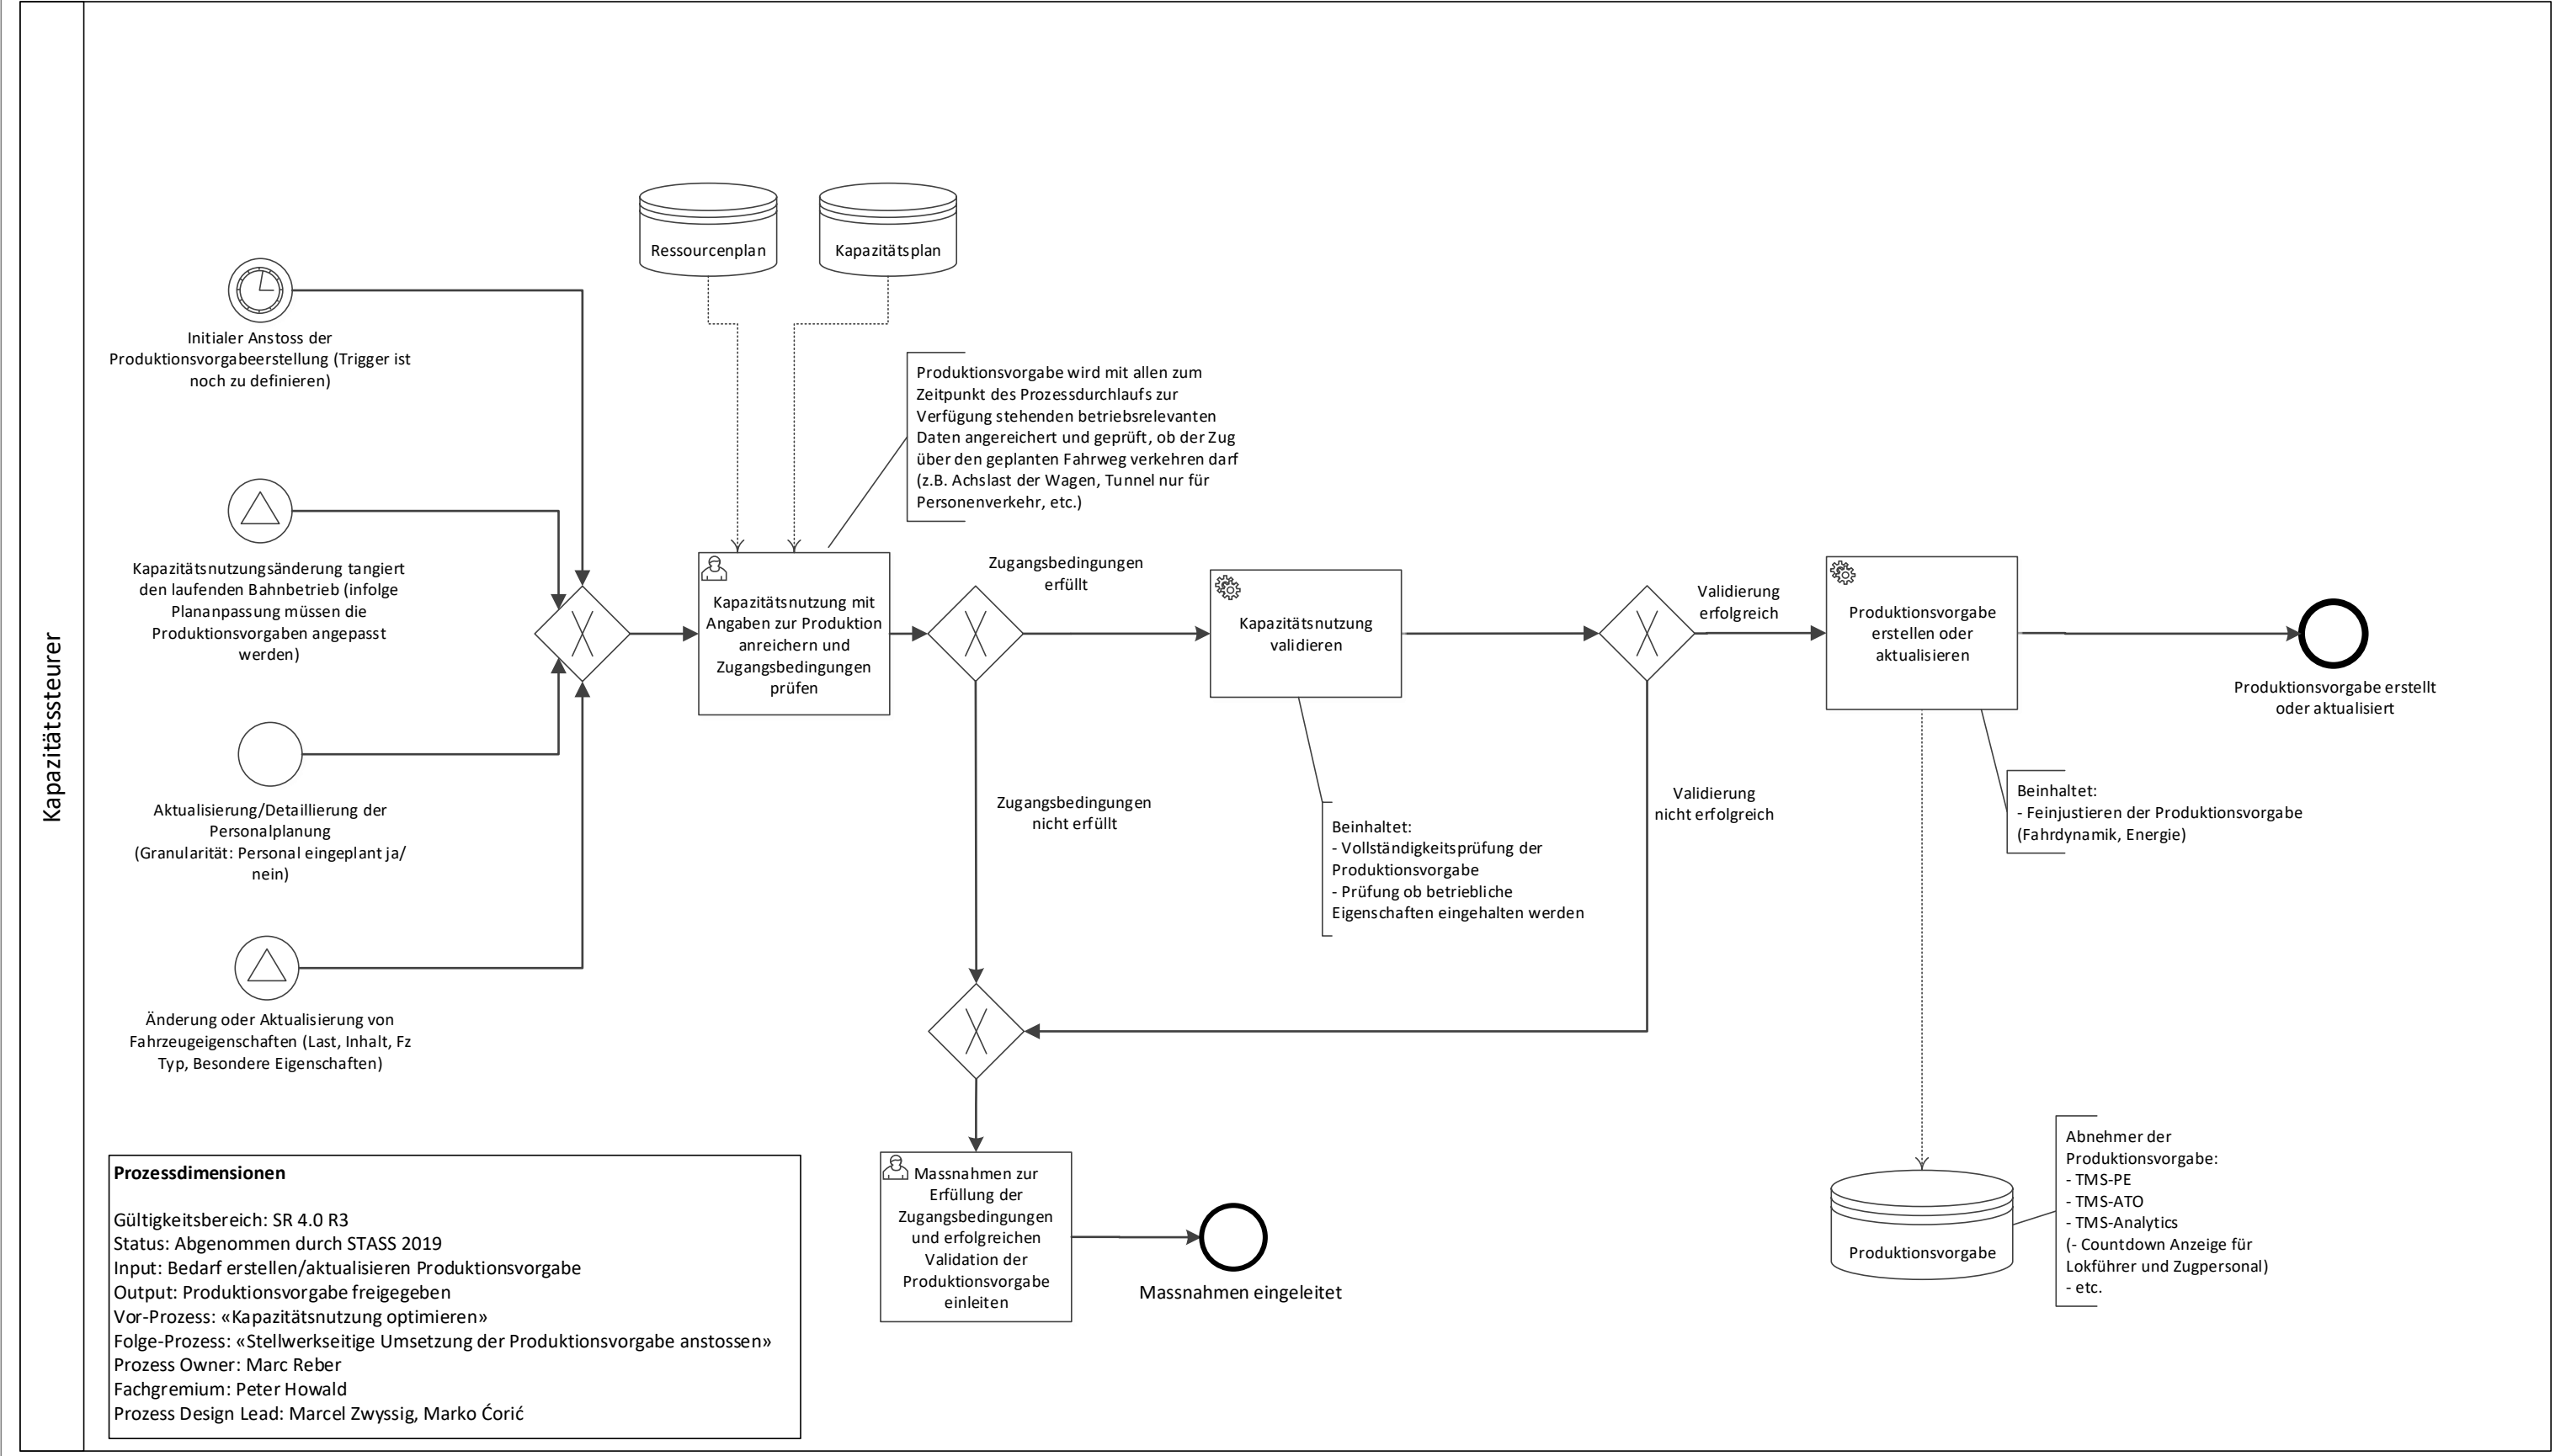 Kapazitätssteurer
Ressourcenplan
Kapazitätsplan
Initialer Anstoss der
Produktionsvorgabeerstellung (Trigger ist
noch zu definieren)
Produktionsvorgabe wird mit allen zum
Zeitpunkt des Prozessdurchlaufs zur
Verfügung stehenden betriebsrelevanten
Daten angereichert und geprüft, ob der Zug
über den geplanten Fahrweg verkehren darf
(z.B. Achslast der Wagen, Tunnel nur für
Personenverkehr, etc.)
Kapazitätsnutzungsänderung tangiert
den laufenden Bahnbetrieb (infolge
Plananpassung müssen die
Produktionsvorgaben angepasst
werden)
Kapazitätsnutzung mit
Angaben zur Produktion
anreichern und
Zugangsbedingungen
prüfen
Zugangsbedingungen
erfüllt
Kapazitätsnutzung
validieren
Validierung
erfolgreich
Produktionsvorgabe
erstellen oder
aktualisieren
Produktionsvorgabe erstellt
oder aktualisiert
Aktualisierung/Detaillierung der
Personalplanung
(Granularität: Personal eingeplant ja/
nein)
Zugangsbedingungen
nicht erfüllt
Beinhaltet:
- Vollständigkeitsprüfung der
Produktionsvorgabe
- Prüfung ob betriebliche
Eigenschaften eingehalten werden
Validierung
nicht erfolgreich
Beinhaltet:
- Feinjustieren der Produktionsvorgabe
(Fahrdynamik, Energie)
Änderung oder Aktualisierung von
Fahrzeugeigenschaften (Last, Inhalt, Fz
Typ, Besondere Eigenschaften)
Massnahmen zur
Erfüllung der
Zugangsbedingungen
und erfolgreichen
Validation der
Produktionsvorgabe
einleiten
Massnahmen eingeleitet
Produktionsvorgabe
Abnehmer der
Produktionsvorgabe:
- TMS-PE
- TMS-ATO
- TMS-Analytics
(- Countdown Anzeige für
Lokführer und Zugpersonal)
- etc.
Prozessdimensionen
Gültigkeitsbereich: SR 4.0 R3
Status: Abgenommen durch STASS 2019
Input: Bedarf erstellen/aktualisieren Produktionsvorgabe
Output: Produktionsvorgabe freigegeben
Vor-Prozess: «Kapazitätsnutzung optimieren»
Folge-Prozess: «Stellwerkseitige Umsetzung der Produktionsvorgabe anstossen»
Prozess Owner: Marc Reber
Fachgremium: Peter Howald
Prozess Design Lead: Marcel Zwyssig, Marko Ćorić